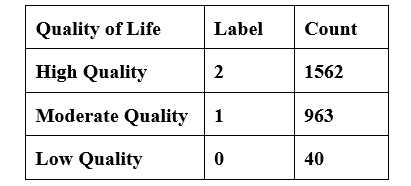 Quality of Life Label Count
High Quality 2 1562
Moderate Quality 1 963
Low Quality 0 40